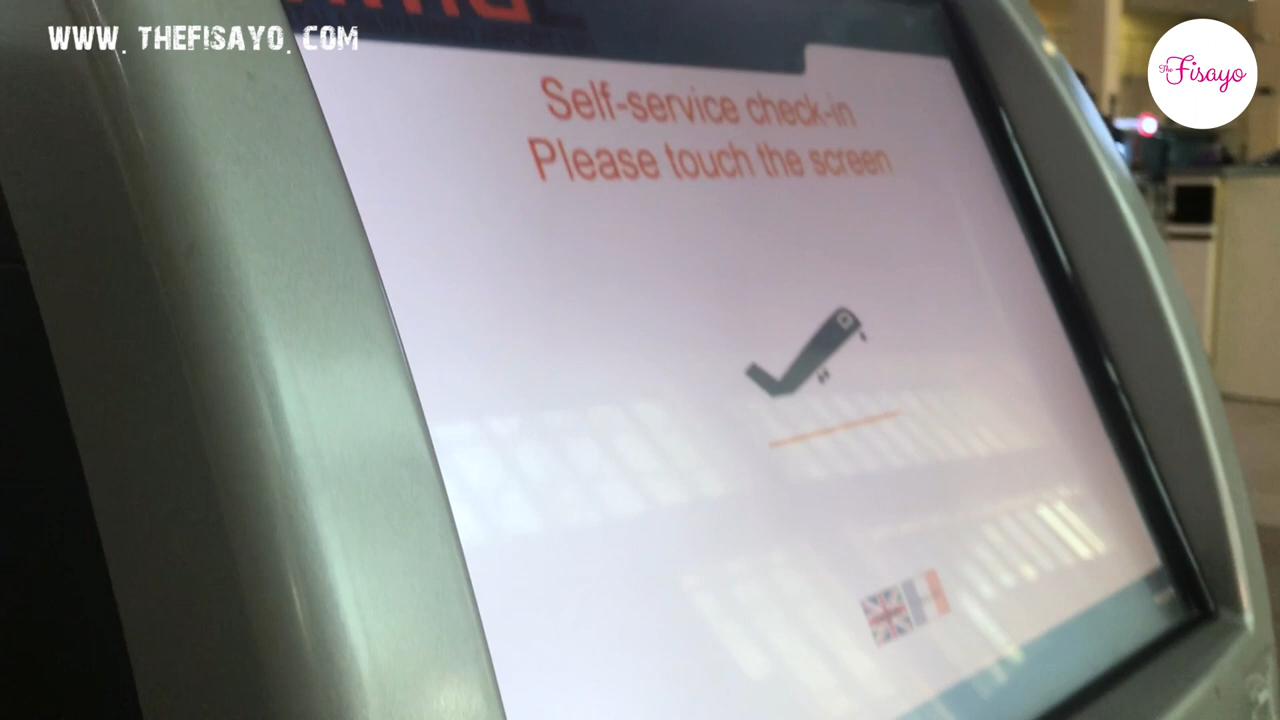 WWW. THEFISAYO. COM
The Fisayo
Self-service check-in
Please touch the screen